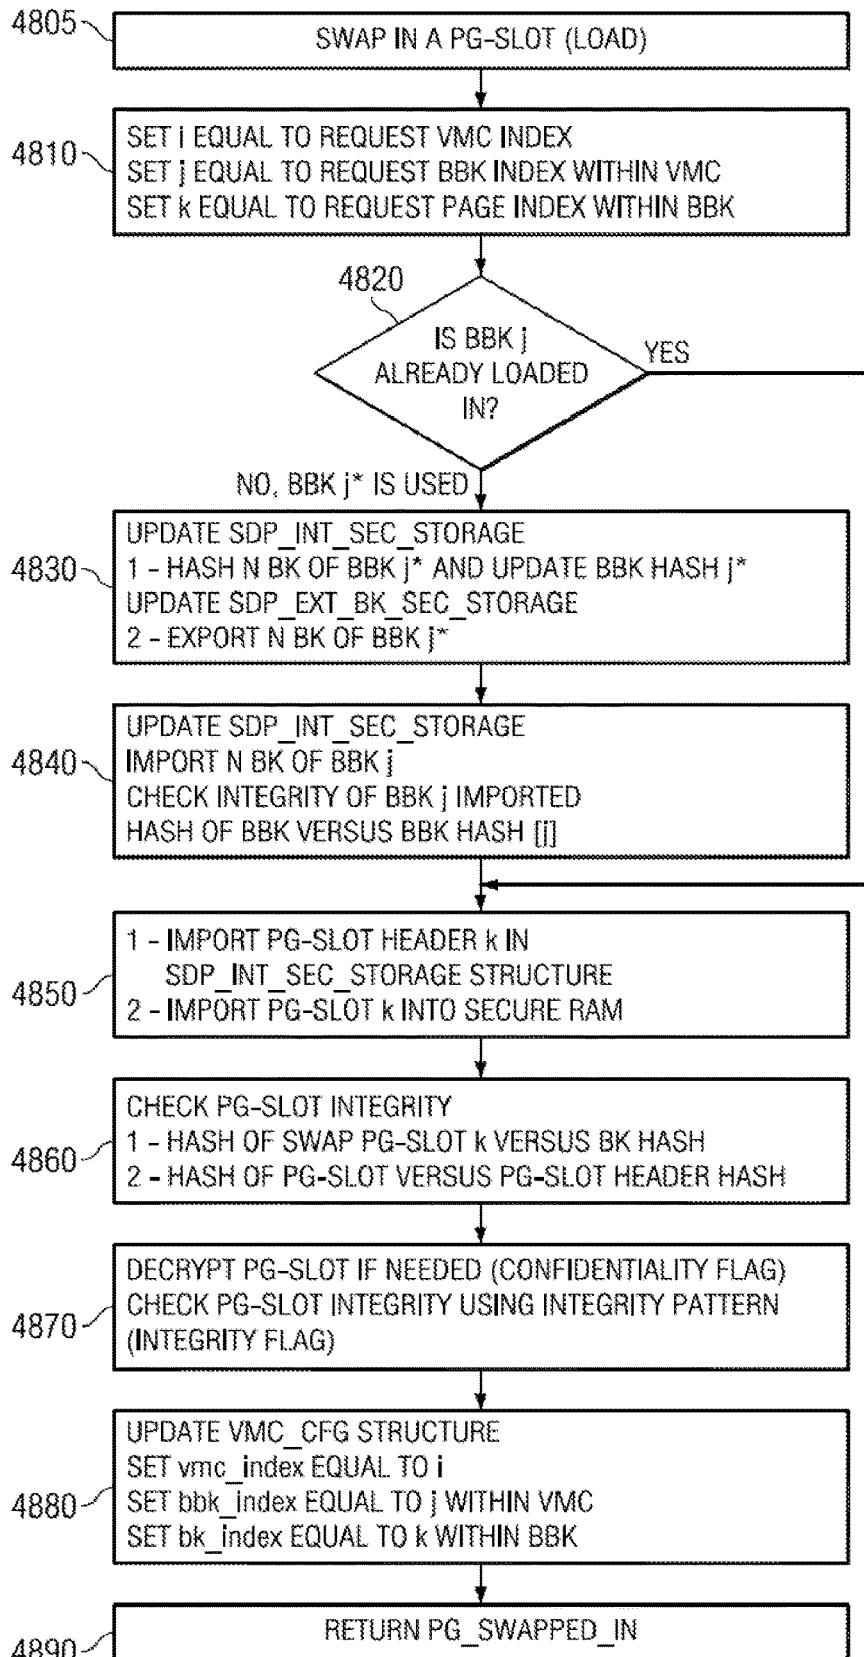 4805
SWAP IN A PG-SLOT (LOAD)
4810
SET i EQUAL TO REQUEST VMC INDEX
SET j EQUAL TO REQUEST BBK INDEX WITHIN VMC
SET k EQUAL TO REQUEST PAGE INDEX WITHIN BBK
4820
IS BBK j
ALREADY LOADED
IN?
YES
NO, BBK j* IS USED
4830
UPDATE SDP_INT_SEC_STORAGE
1 - HASH N BK OF BBK j* AND UPDATE BBK HASH j*
UPDATE SDP_EXT_BK_SEC_STORAGE
2 - EXPORT N BK OF BBK j*
4840
UPDATE SDP_INT_SEC_STORAGE
IMPORT N BK OF BBK j
CHECK INTEGRITY OF BBK j IMPORTED
HASH OF BBK VERSUS BBK HASH [j]
4850
1 - IMPORT PG-SLOT HEADER k IN
SDP_INT_SEC_STORAGE STRUCTURE
2 - IMPORT PG-SLOT k INTO SECURE RAM
4860
CHECK PG-SLOT INTEGRITY
1 - HASH OF SWAP PG-SLOT k VERSUS BK HASH
2 - HASH OF PG-SLOT VERSUS PG-SLOT HEADER HASH
4870
DECRYPT PG-SLOT IF NEEDED (CONFIDENTIALITY FLAG)
CHECK PG-SLOT INTEGRITY USING INTEGRITY PATTERN
(INTEGRITY FLAG)
4880
UPDATE VMC_CFG STRUCTURE
SET vmc_index EQUAL TO i
SET bbk_index EQUAL TO j WITHIN VMC
SET bk_index EQUAL TO k WITHIN BBK
4890
RETURN PG_SWAPPED_IN